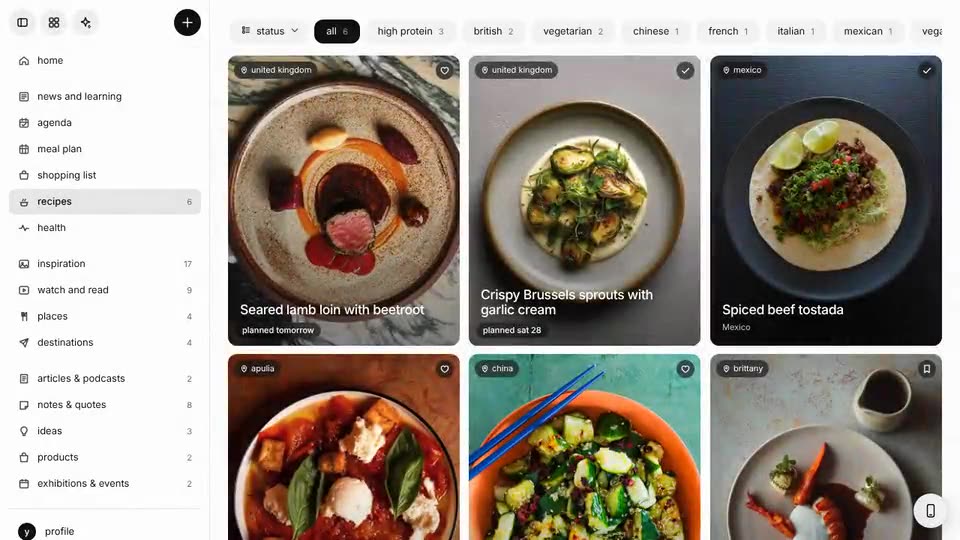 home
news and learning
agenda
meal plan
shopping list
recipes 6
health
inspiration 17
watch and read 9
places 4
destinations 4
articles & podcasts 2
notes & quotes 8
ideas 3
products 2
exhibitions & events 2
y profile
status all 6 high protein 3 british 2 vegetarian 2 chinese 1 french 1 italian 1 mexican 1 vega
united kingdom
Seared lamb loin with beetroot
planned tomorrow
united kingdom
Crispy Brussels sprouts with
garlic cream
planned sat 28
mexico
Spiced beef tostada
Mexico
apulia
china
brittany